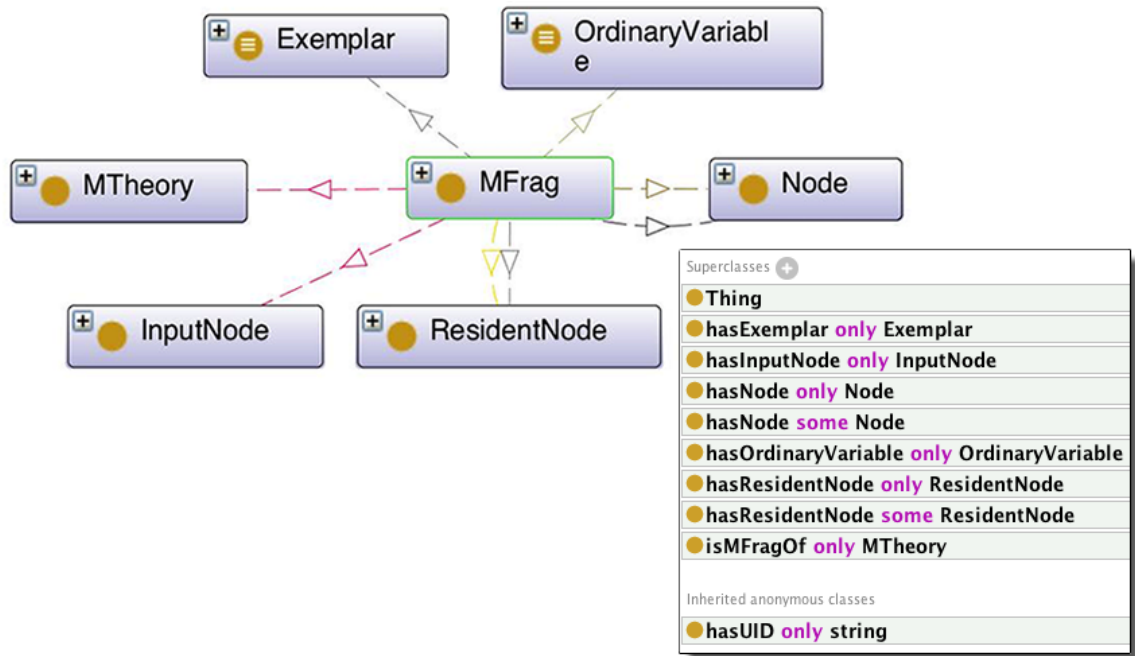 Exemplar
OrdinaryVariabl
e
MTheory
MFrag
Node
InputNode
ResidentNode
Superclasses
Thing
hasExemplar only Exemplar
hasInputNode only InputNode
hasNode only Node
hasNode some Node
hasOrdinaryVariable only OrdinaryVariable
hasResidentNode only ResidentNode
hasResidentNode some ResidentNode
isMFragOf only MTheory
Inherited anonymous classes
hasUID only string